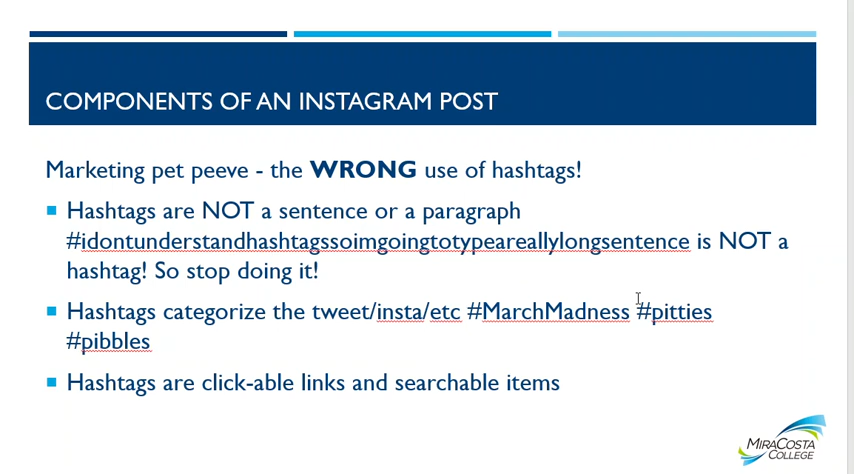 COMPONENTS OF AN INSTAGRAM POST
Marketing pet peeve - the WRONG use of hashtags!
Hashtags are NOT a sentence or a paragraph
#idontunderstandhashtagssoimgoingtotypeareallylongsentence is NOT a
hashtag! So stop doing it!
Hashtags categorize the tweet/insta/etc #MarchMadness #pitties
#pibbles
Hashtags are click-able links and searchable items
MIRACOSTA
COLLEGE